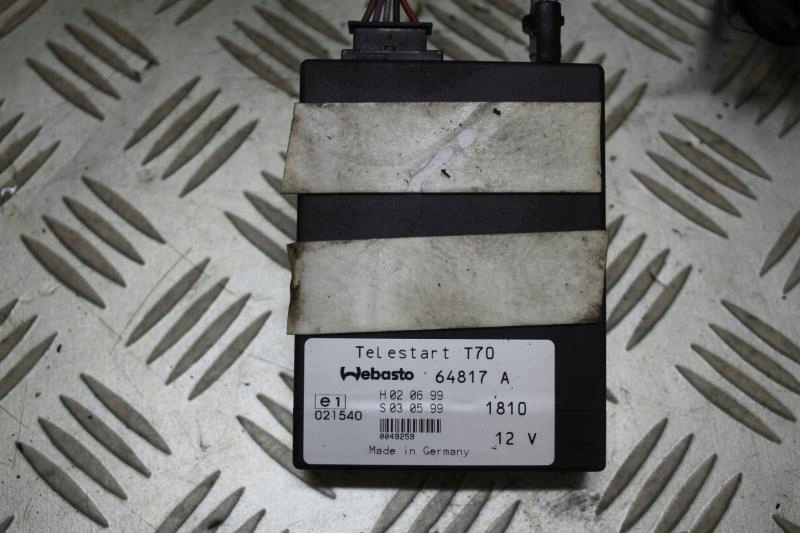 Telestart T70
Webasto 64817 A
e1
021540
H 02 06 99
S 03 05 99
1810
0049259
12 V
Made in Germany